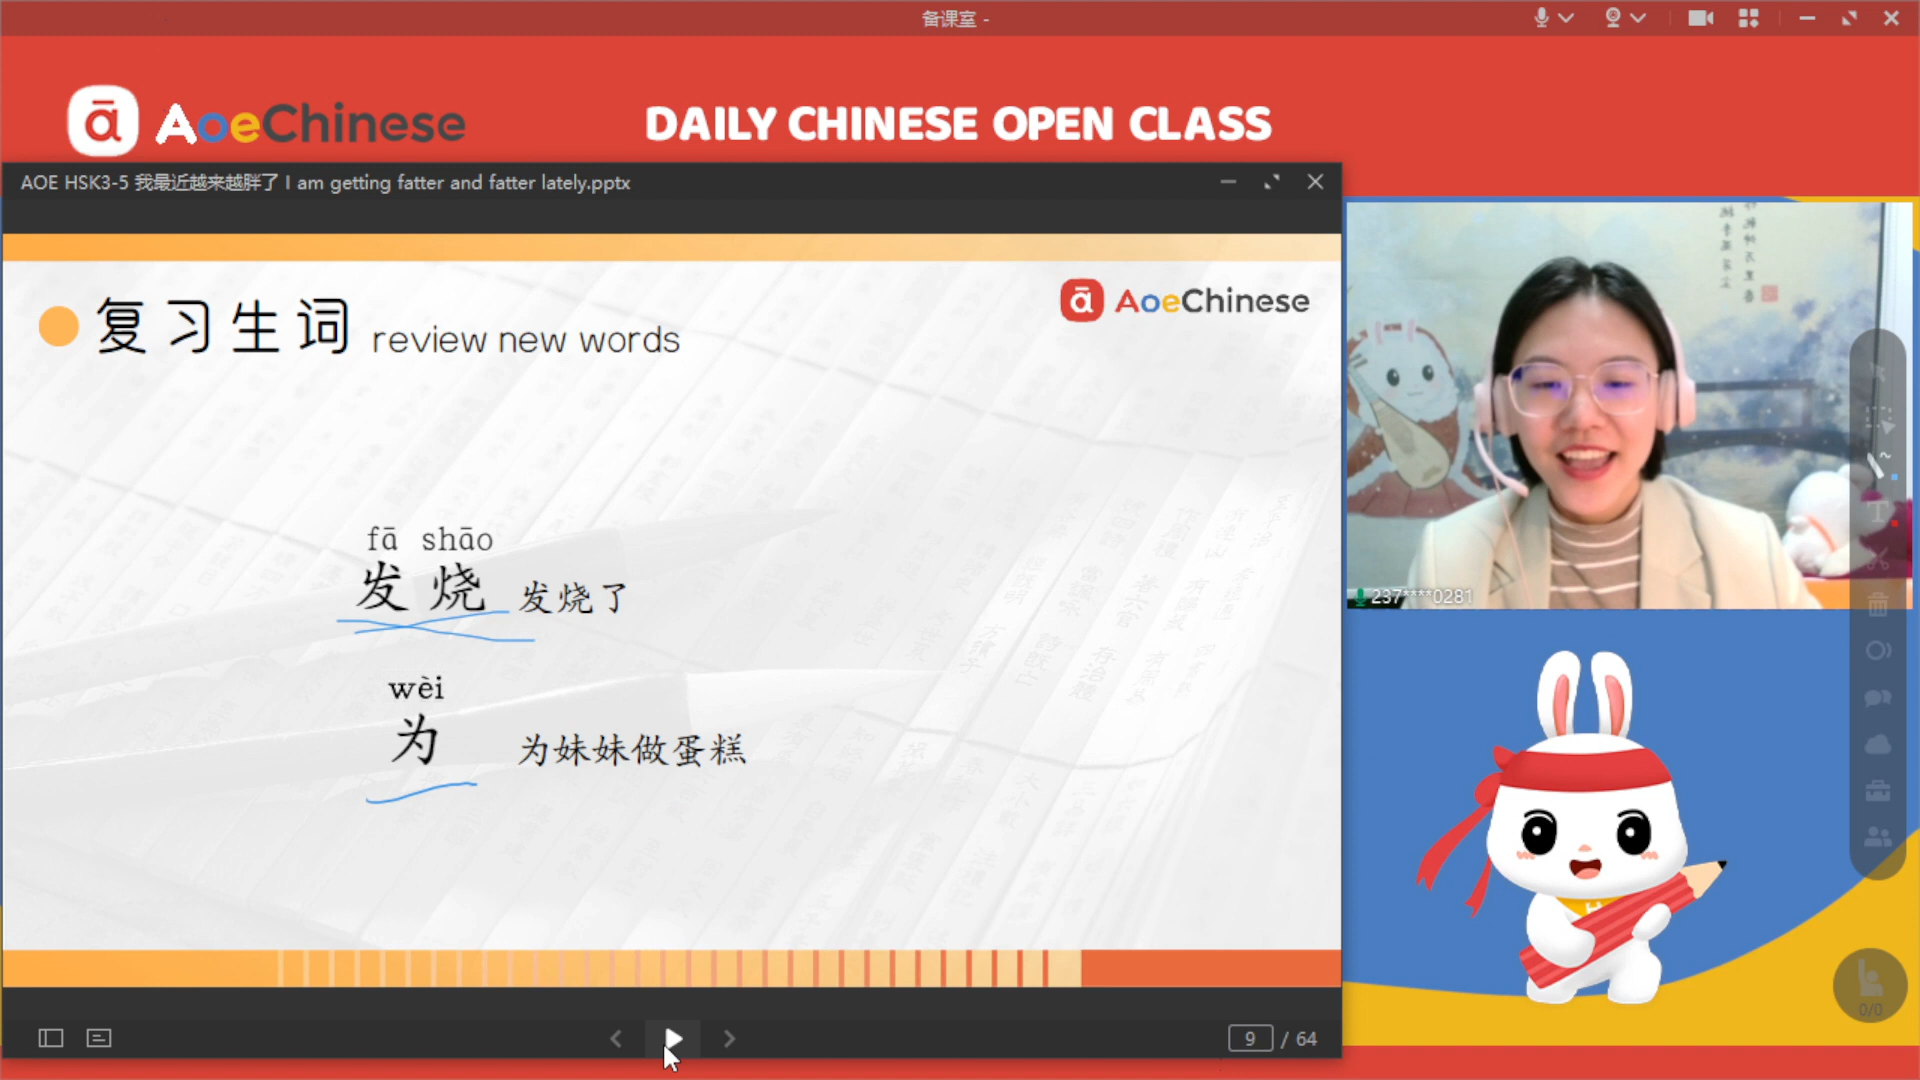 备课室 -
ā AoeChinese
DAILY CHINESE OPEN CLASS
AOE HSK3-5 我最近越来越胖了 I am getting fatter and fatter lately.pptx
ā AoeChinese
复习生词 review new words
fā shāo
发烧 发烧了
wèi
为 为妹妹做蛋糕
237****0281
9 / 64
0/0